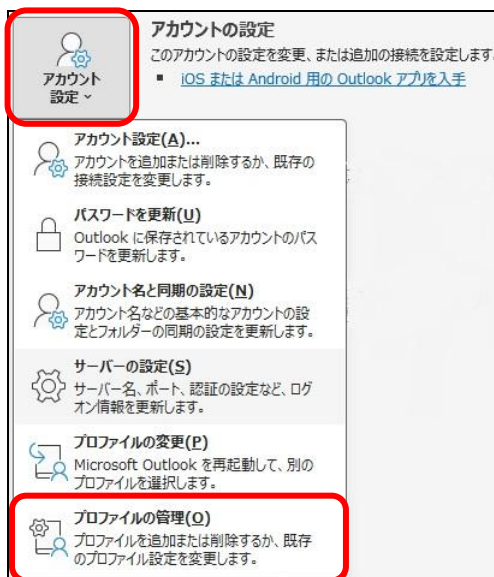 アカウントの設定
このアカウントの設定を変更、または追加の接続を設定します。
■ iOS または Android 用の Outlook アプリを入手
アカウント
設定 ~
アカウント設定(A)...
アカウントを追加または削除するか、既存の
接続設定を変更します。
パスワードを更新(U)
Outlook に保存されているアカウントのパス
ワードを更新します。
アカウント名と同期の設定(N)
アカウント名などの基本的なアカウントの設
定とフォルダーの同期の設定を更新します。
サーバーの設定(S)
サーバー名、ポート、認証の設定など、ログ
オン情報を更新します。
プロファイルの変更(P)
Microsoft Outlook を再起動して、別の
プロファイルを選択します。
プロファイルの管理(O)
プロファイルを追加または削除するか、既存
のプロファイル設定を変更します。